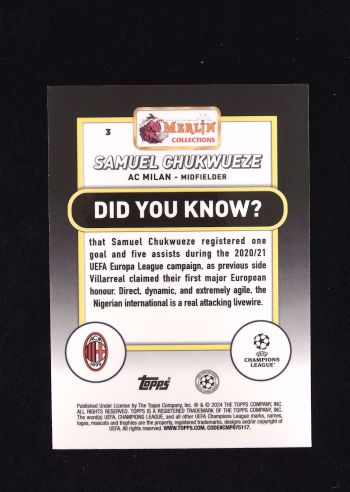 3
MERLIN
COLLECTIONS
SAMUEL CHUKWUEZE
AC MILAN - MIDFIELDER
DID YOU KNOW?
that Samuel Chukwueze registered one
goal and five assists during the 2020/21
UEFA Europa League campaign, as previous side
Villarreal claimed their first major European
honour. Direct, dynamic, and extremely agile, the
Nigerian international is a real attacking livewire.
ACM
1899
UEFA
CHAMPIONS
LEAGUE
topps
Published Under License by The Topps Company, Inc. ® & © 2024 THE TOPPS COMPANY, INC.
ALL RIGHTS RESERVED. TOPPS IS A REGISTERED TRADEMARK OF THE TOPPS COMPANY, INC.
The word(s) UEFA, CHAMPIONS LEAGUE, and all other UEFA Champions League marks, names,
logos, mascots and trophies are the property, registered trademarks, designs and/or copyright of
UEFA. All rights reserved. WWW.TOPPS.COM. CODE#CMP075117.